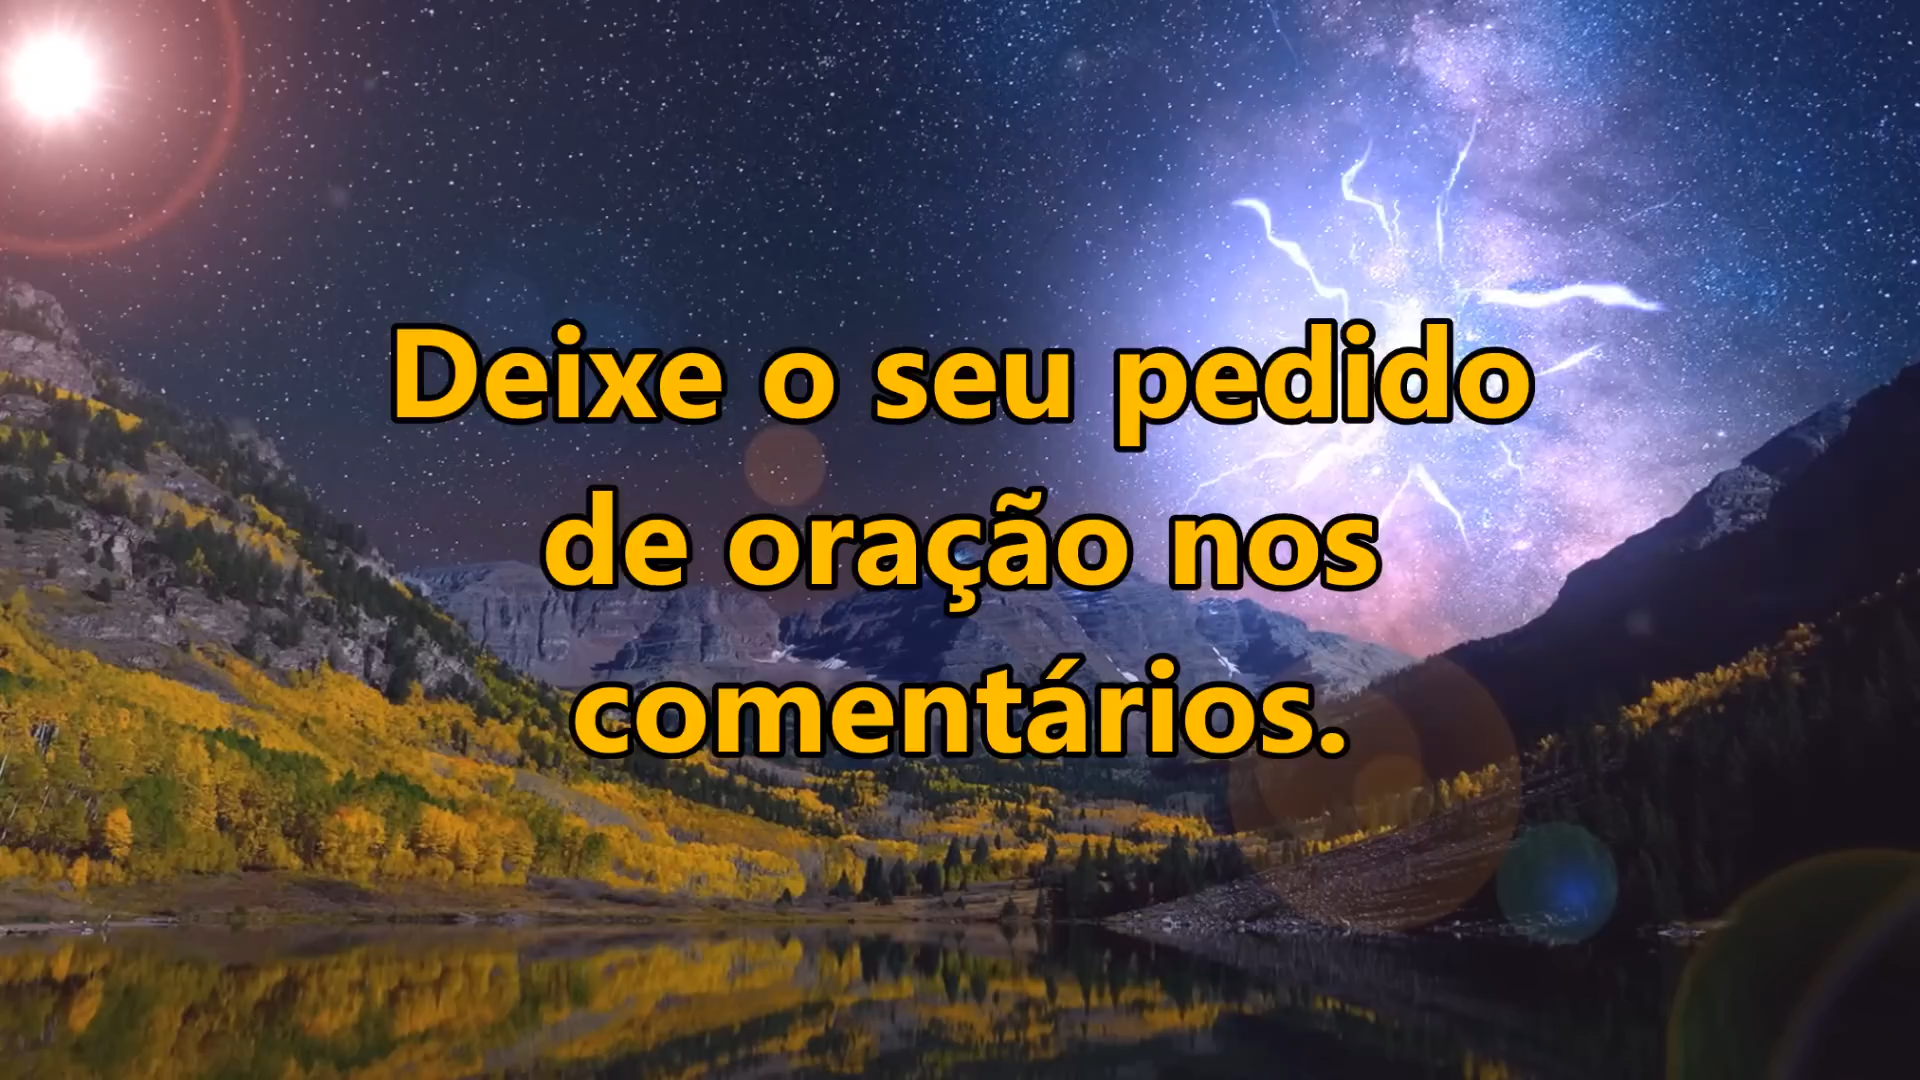 Deixe o seu pedido
de oração nos
comentários.